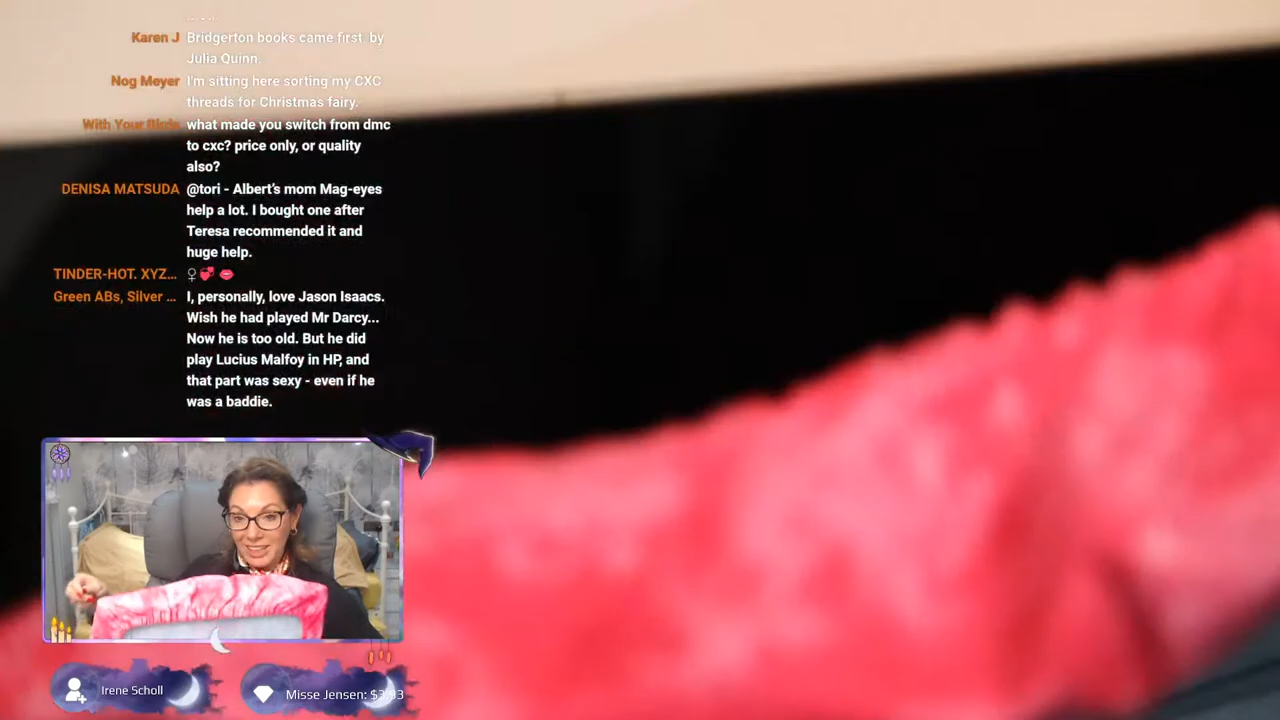 Karen J Bridgerton books came first, by
Julia Quinn.
Nog Meyer I'm sitting here sorting my CXC
threads for Christmas fairy.
With Your what made you switch from dmc
to cxc? price only, or quality
also?
DENISA MATSUDA @tori - Albert's mom Mag-eyes
help a lot. I bought one after
Teresa recommended it and
huge help.
TINDER-HOT. XYZ... ♀💞💋
Green ABs, Silver ... I, personally, love Jason Isaacs.
Wish he had played Mr Darcy...
Now he is too old. But he did
play Lucius Malfoy in HP, and
that part was sexy - even if he
was a baddie.
Irene Scholl
Misse Jensen: $3.93